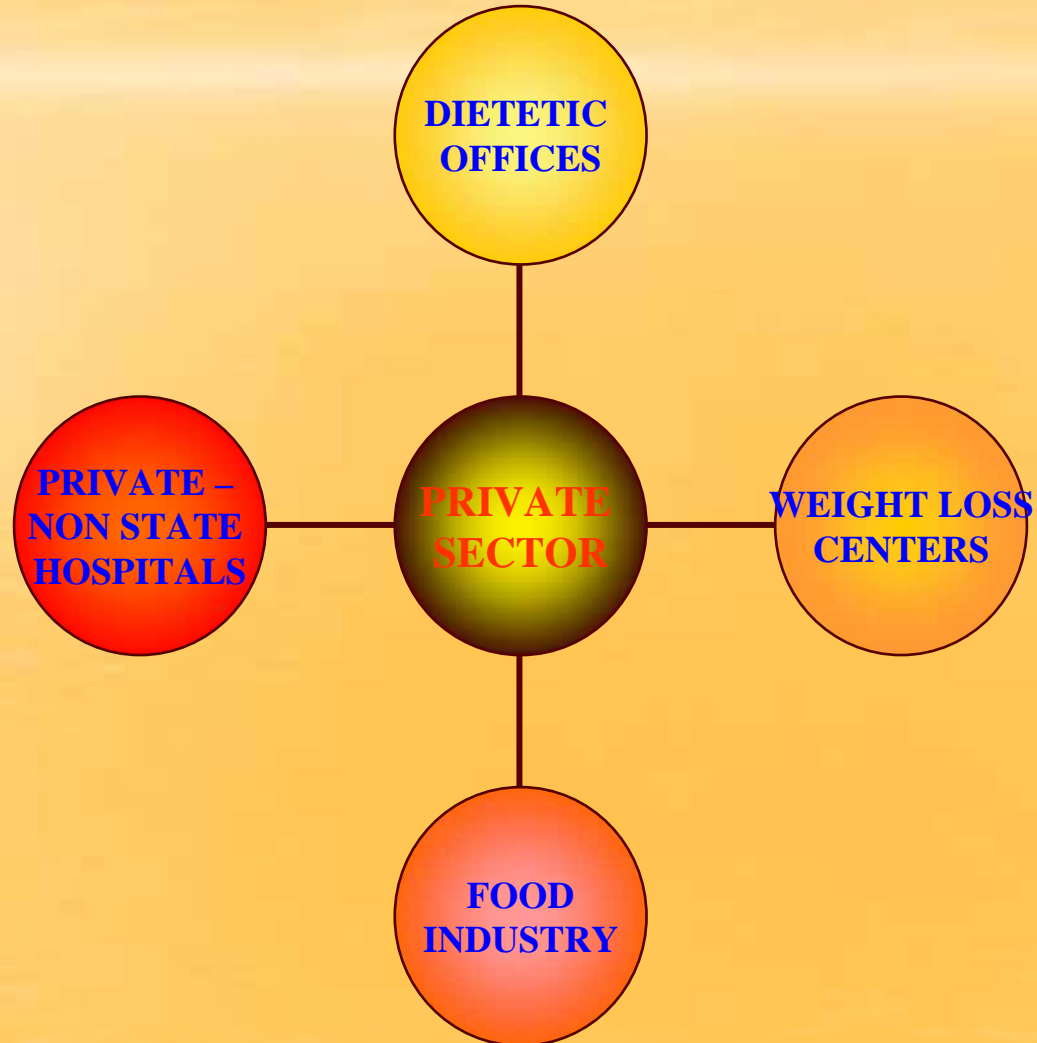 DIETETIC
OFFICES
PRIVATE –
NON STATE
HOSPITALS
PRIVATE
SECTOR
WEIGHT LOSS
CENTERS
FOOD
INDUSTRY